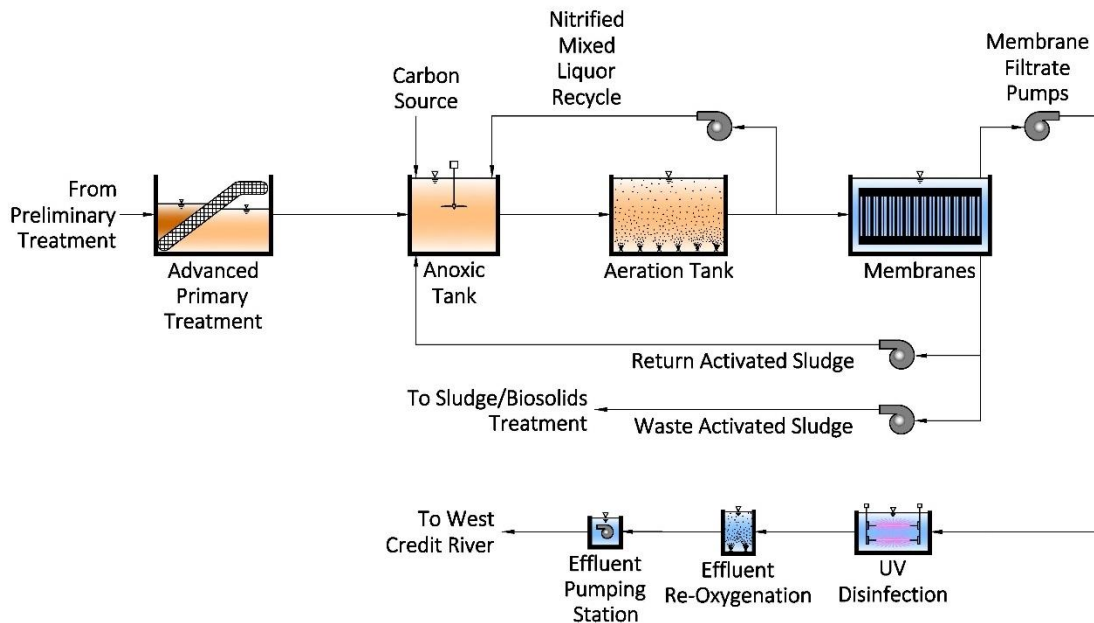 Nitrified
Mixed
Liquor
Recycle
Membrane
Filtrate
Pumps
Carbon
Source
From
Preliminary
Treatment
Advanced
Primary
Treatment
Anoxic
Tank
Aeration Tank
Membranes
Return Activated Sludge
To Sludge/Biosolids
Treatment
Waste Activated Sludge
To West
Credit River
Effluent
Pumping
Station
Effluent
Re-Oxygenation
UV
Disinfection